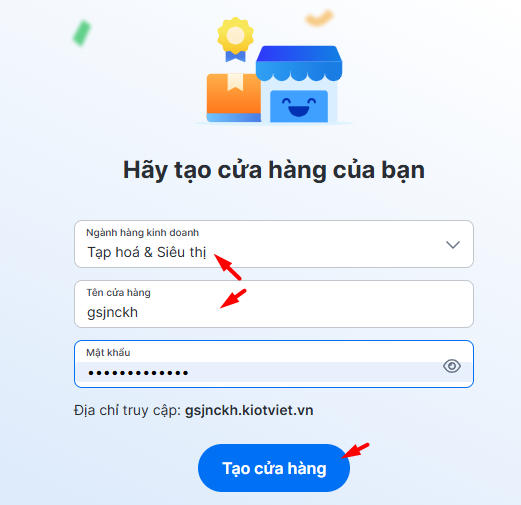 Hãy tạo cửa hàng của bạn
Ngành hàng kinh doanh
Tạp hoá & Siêu thị
Tên cửa hàng
gsjnckh
Mật khẩu
•••••••••••••
Địa chỉ truy cập: gsjnckh.kiotviet.vn
Tạo cửa hàng